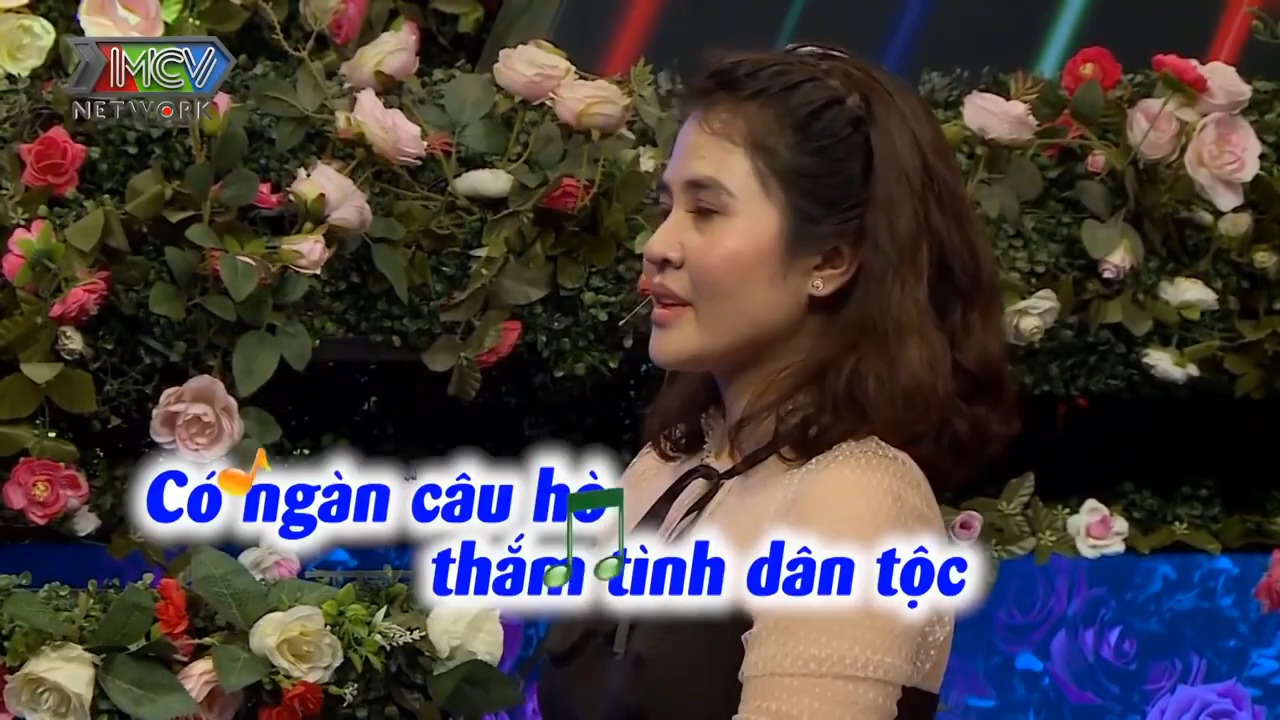 MCV
NETWORK
Có ngàn câu hò
thắm tình dân tộc